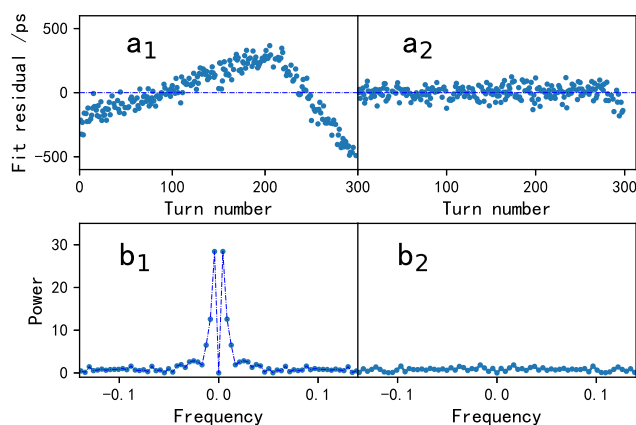 a1
a2
Fit residual /ps
500
0
−500
0
100
200
300
100
200
300
Turn number
Turn number
b1
b2
Power
30
20
10
0
−0.1
0.0
0.1
−0.1
0.0
0.1
Frequency
Frequency